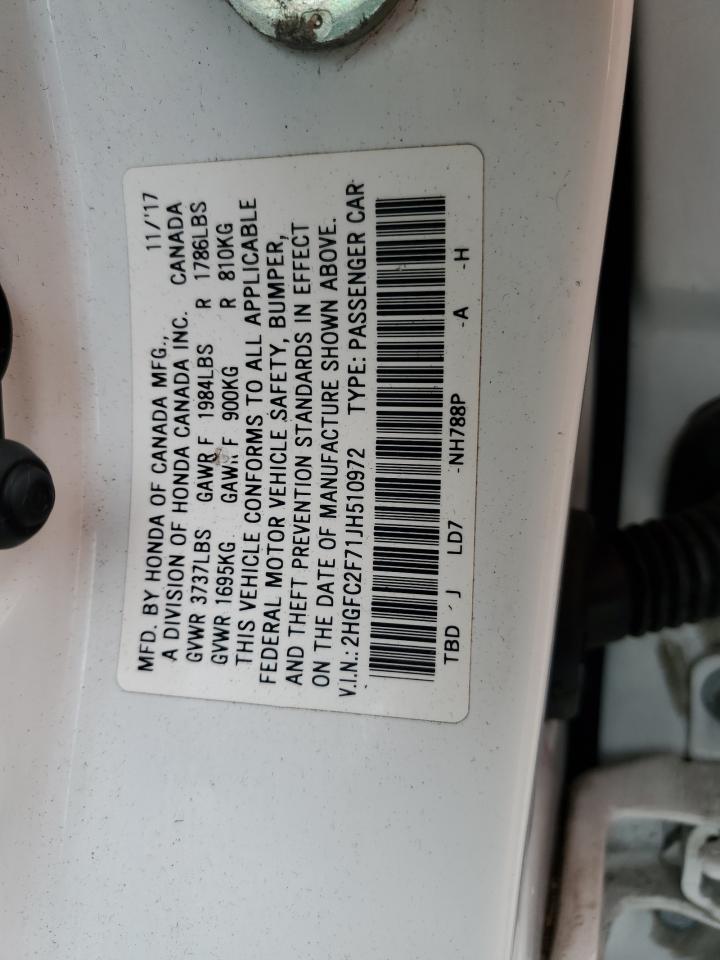 MFD. BY HONDA OF CANADA MFG., 11/'17
A DIVISION OF HONDA CANADA INC. CANADA
GVWR 3737LBS GAWR F 1984LBS R 1786LBS
GVWR 1695KG GAWR F 900KG R 810KG
THIS VEHICLE CONFORMS TO ALL APPLICABLE
FEDERAL MOTOR VEHICLE SAFETY, BUMPER,
AND THEFT PREVENTION STANDARDS IN EFFECT
ON THE DATE OF MANUFACTURE SHOWN ABOVE.
V.I.N.: 2HGFC2F71JH510972 TYPE: PASSENGER CAR
TBD J LD7 -NH788P -A -H